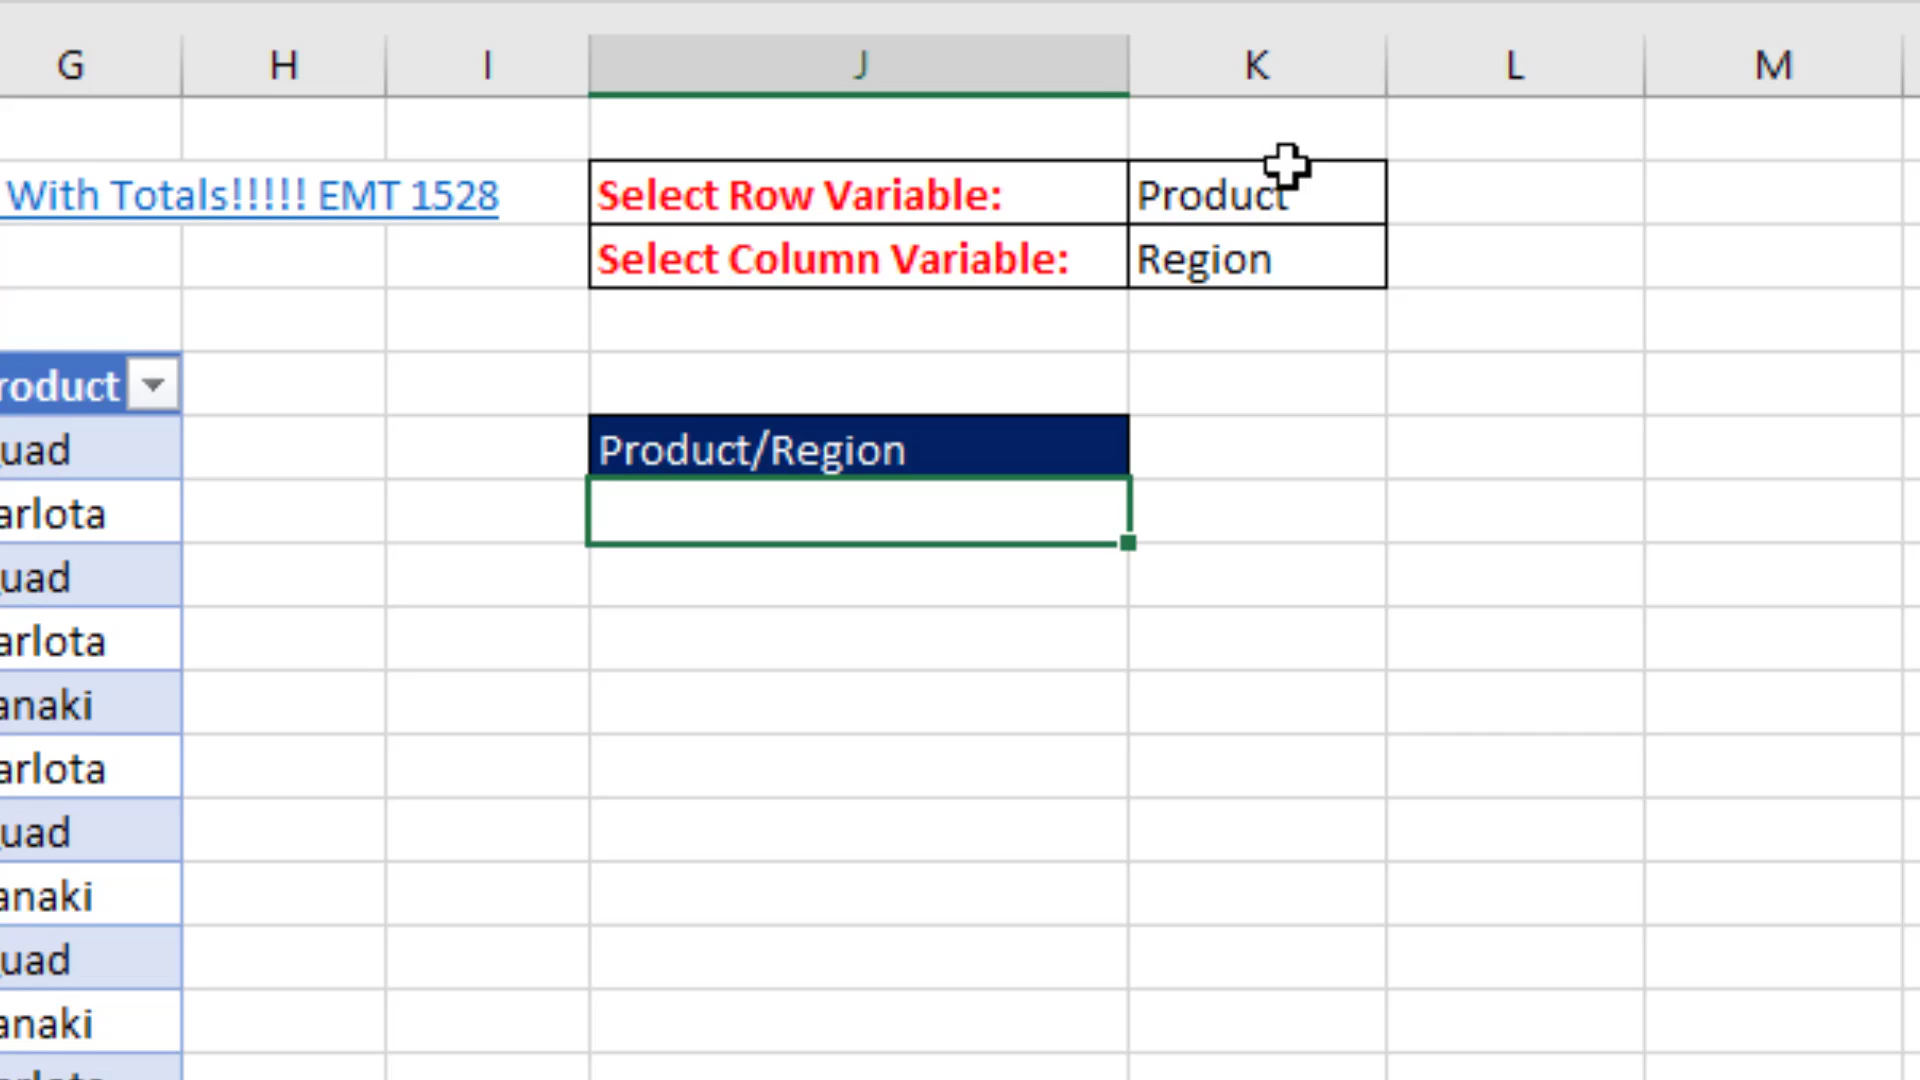 G H I J K L M
With Totals!!!!! EMT 1528 Select Row Variable: Product
Select Column Variable: Region
roduct
uad Product/Region
arlota
uad
arlota
anaki
arlota
uad
anaki
uad
anaki